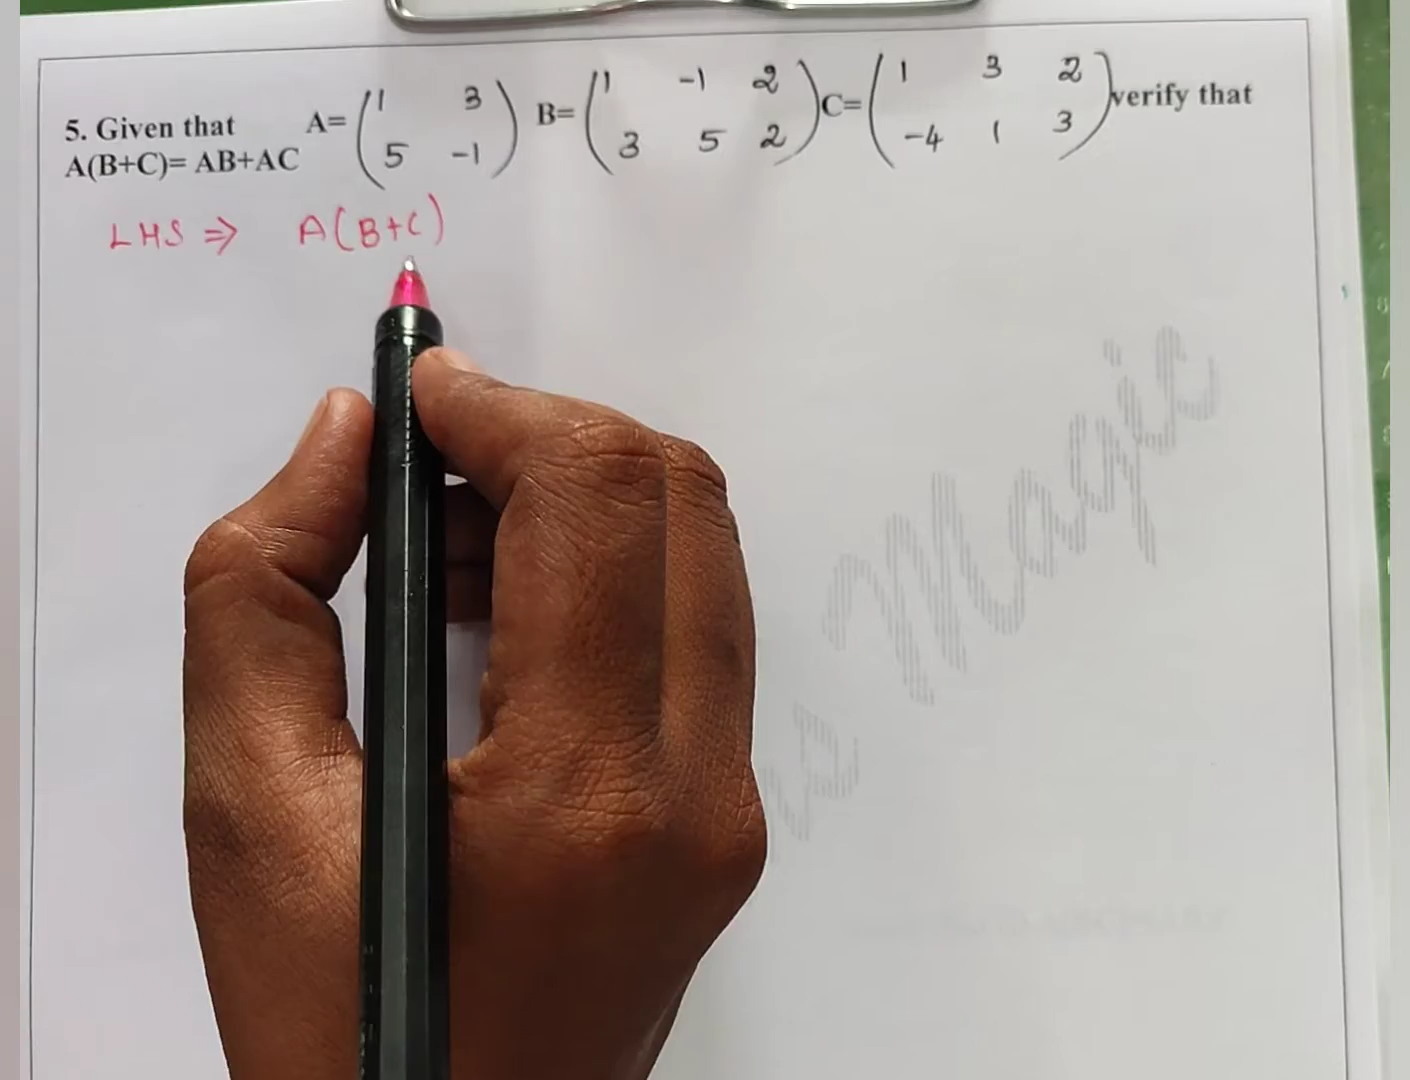 5. Given that A= ( 1 3 5 -1 ) B= ( 1 -1 2 3 5 2 ) C= ( 1 3 2 -4 1 3 ) verify that
A(B+C)= AB+AC
LHS ⇒ A(B+C)
Magic